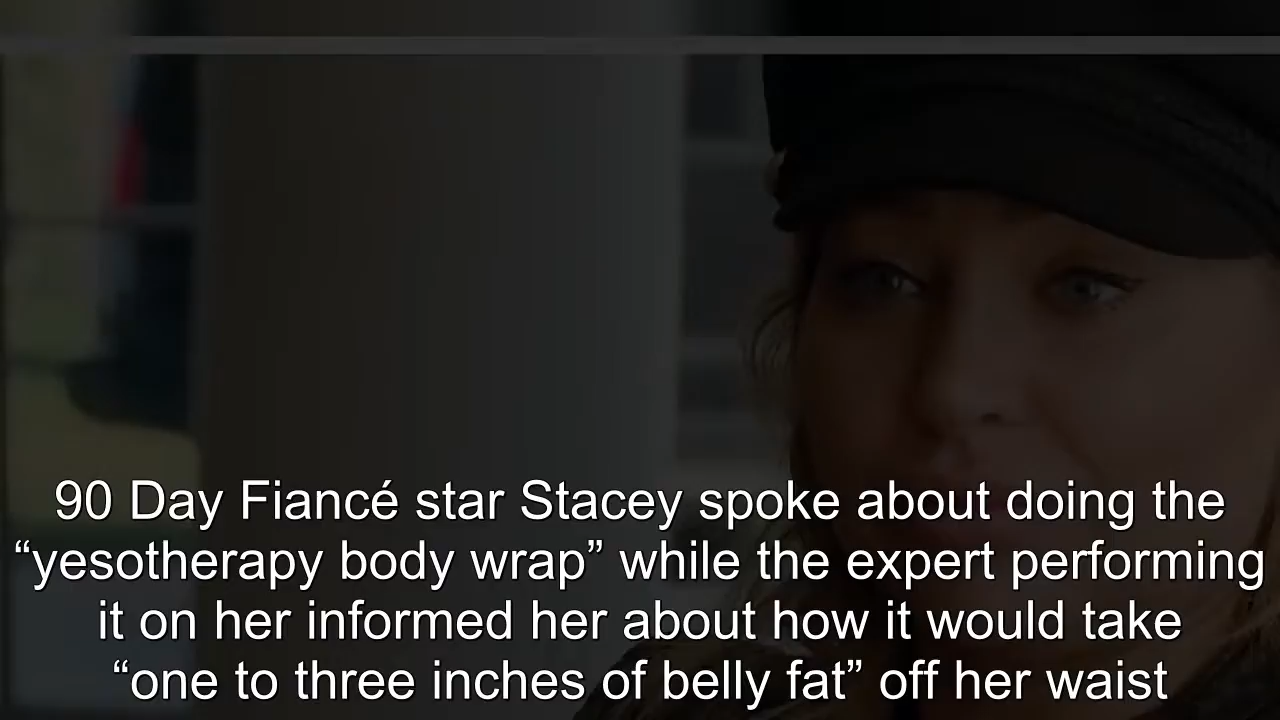 90 Day Fiancé star Stacey spoke about doing the
“yesotherapy body wrap” while the expert performing
it on her informed her about how it would take
“one to three inches of belly fat” off her waist